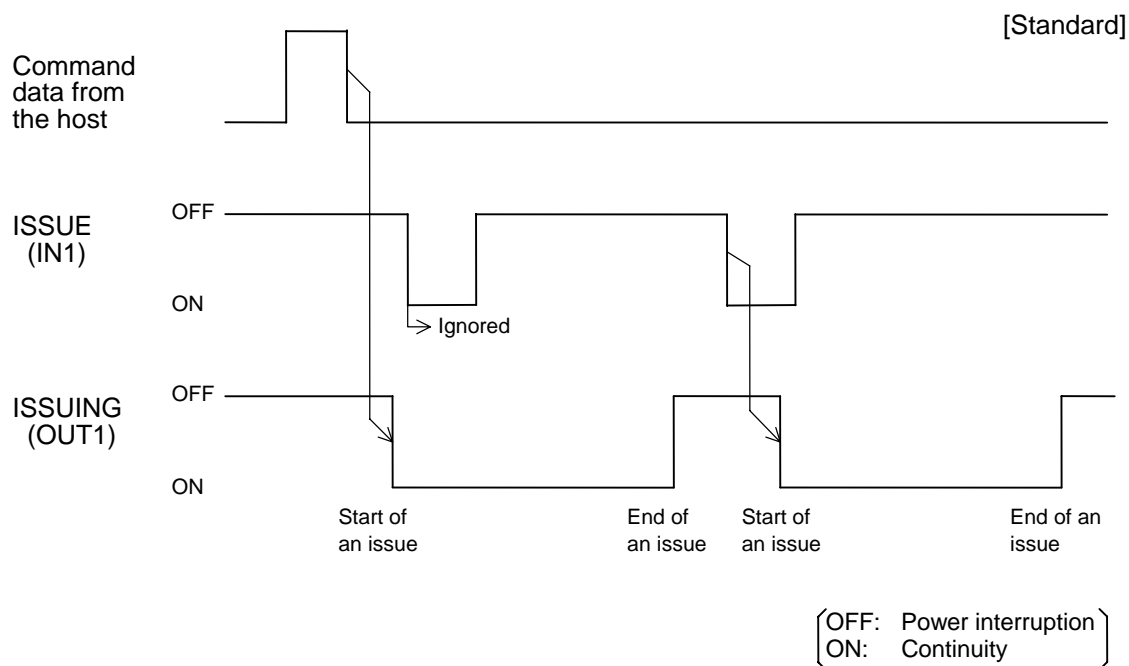 [Standard]
Command
data from
the host
ISSUE
(IN1)
OFF
ON
Ignored
ISSUING
(OUT1)
OFF
ON
Start of
an issue
End of
an issue
Start of
an issue
End of an
issue
OFF: Power interruption
ON: Continuity